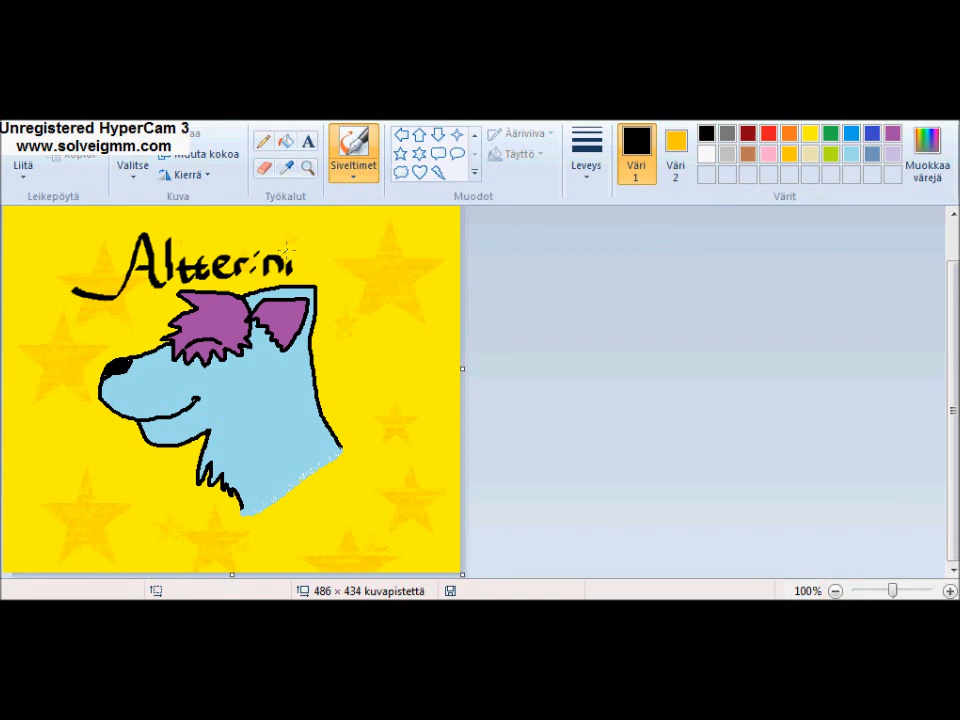 Unregistered HyperCam 3
www.solveigmm.com
Liitä
Valitse
Muuta kokoa
Kierrä
A
Siveltimet
Ääriviiva
Täyttö
Leveys
Väri
1
Väri
2
Muokkaa
värejä
Leikepöytä
Kuva
Työkalut
Muodot
Värit
Altterini
486 × 434 kuvapistettä
100%